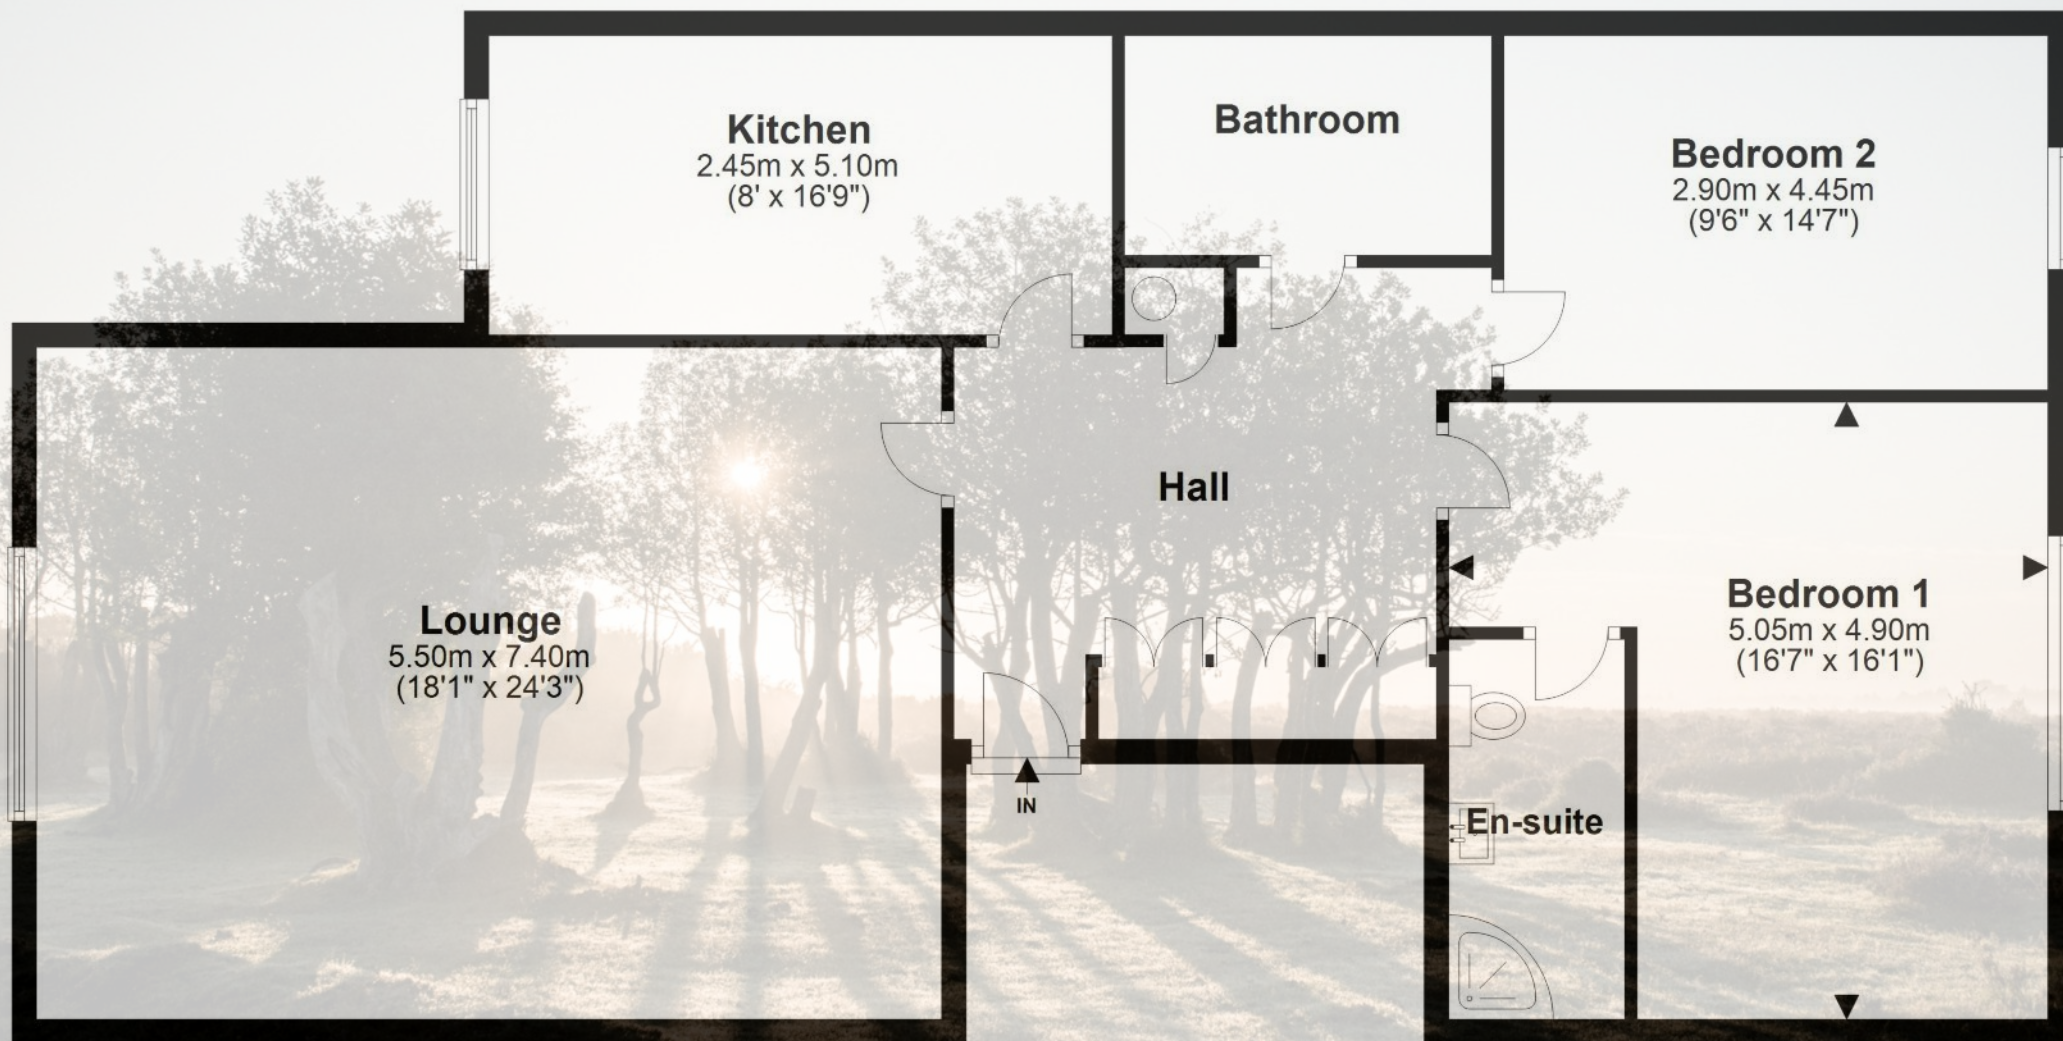 Kitchen
2.45m x 5.10m
(8' x 16'9")
Bathroom
Bedroom 2
2.90m x 4.45m
(9'6" x 14'7")
Hall
Lounge
5.50m x 7.40m
(18'1" x 24'3")
Bedroom 1
5.05m x 4.90m
(16'7" x 16'1")
IN
En-suite